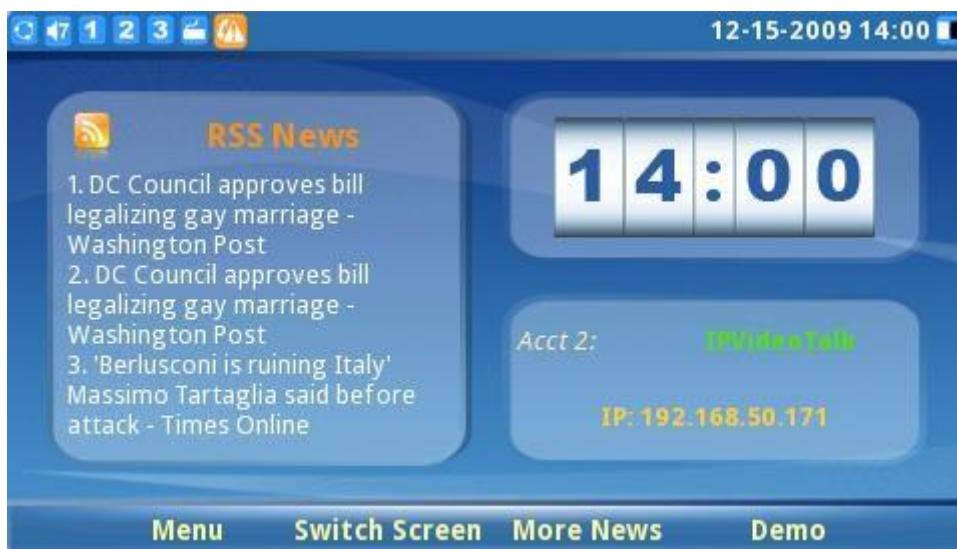 7 1 2 3
12-15-2009 14:00
RSS News
1. DC Council approves bill
legalizing gay marriage -
Washington Post
2. DC Council approves bill
legalizing gay marriage -
Washington Post
3. 'Berlusconi is ruining Italy'
Massimo Tartaglia said before
attack - Times Online
14:00
Acct 2: IPVideoTalk
IP: 192.168.50.171
Menu Switch Screen More News Demo